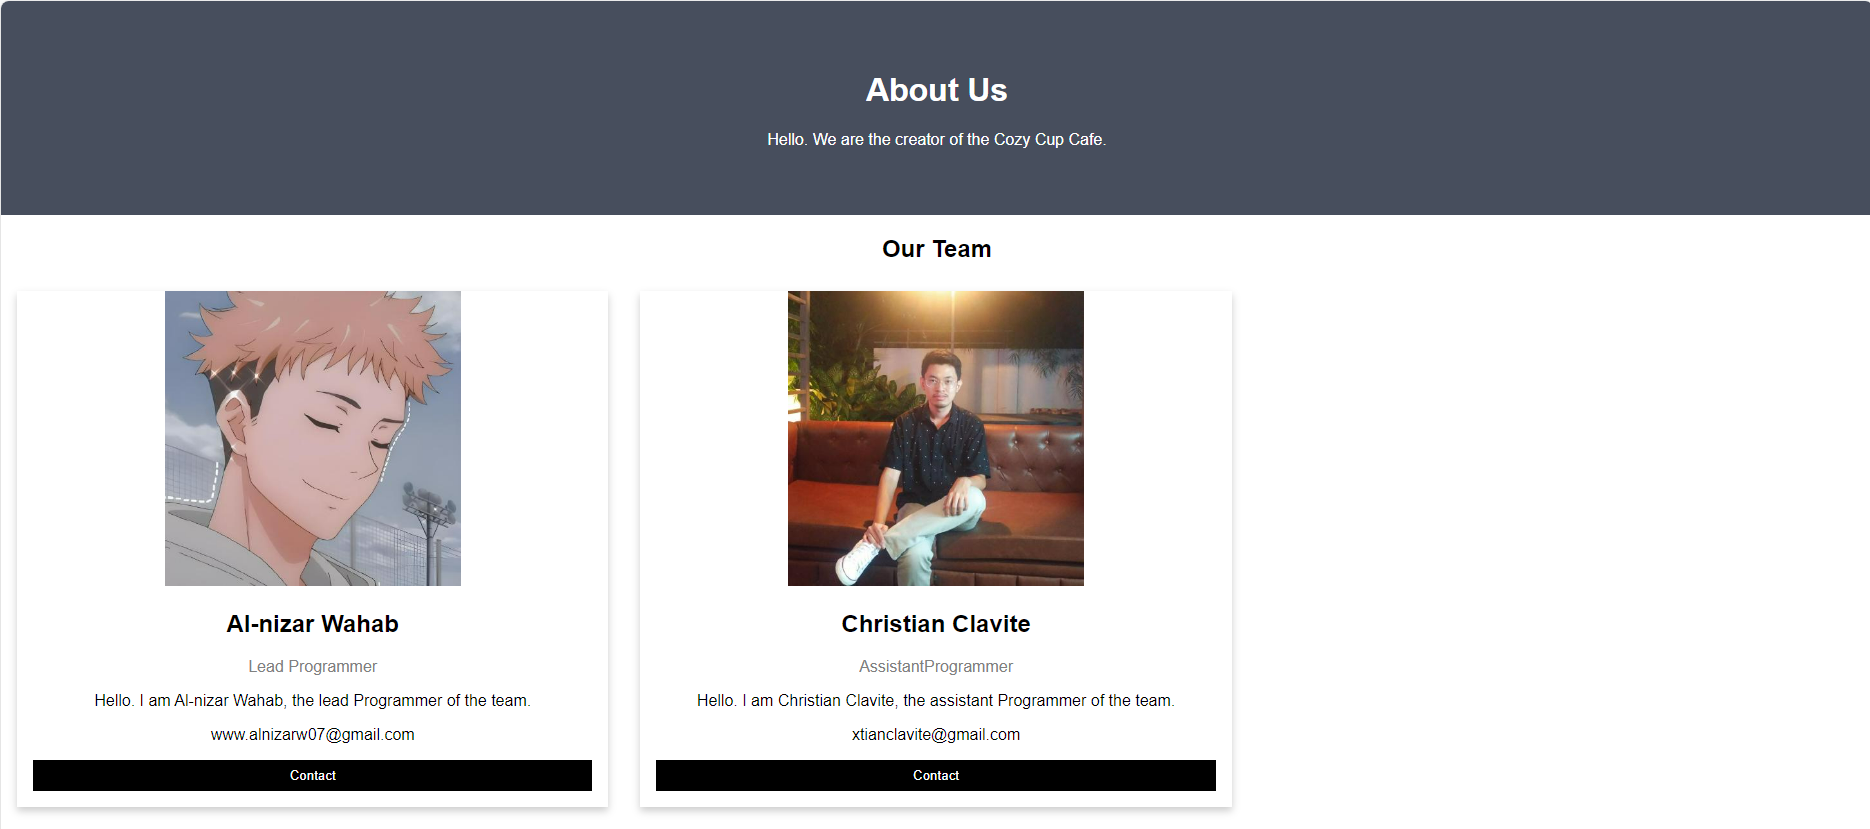 About Us
Hello. We are the creator of the Cozy Cup Cafe.
Our Team
Al-nizar Wahab
Lead Programmer
Hello. I am Al-nizar Wahab, the lead Programmer of the team.
www.alnizarw07@gmail.com
Contact
Christian Clavite
AssistantProgrammer
Hello. I am Christian Clavite, the assistant Programmer of the team.
xtianclavite@gmail.com
Contact